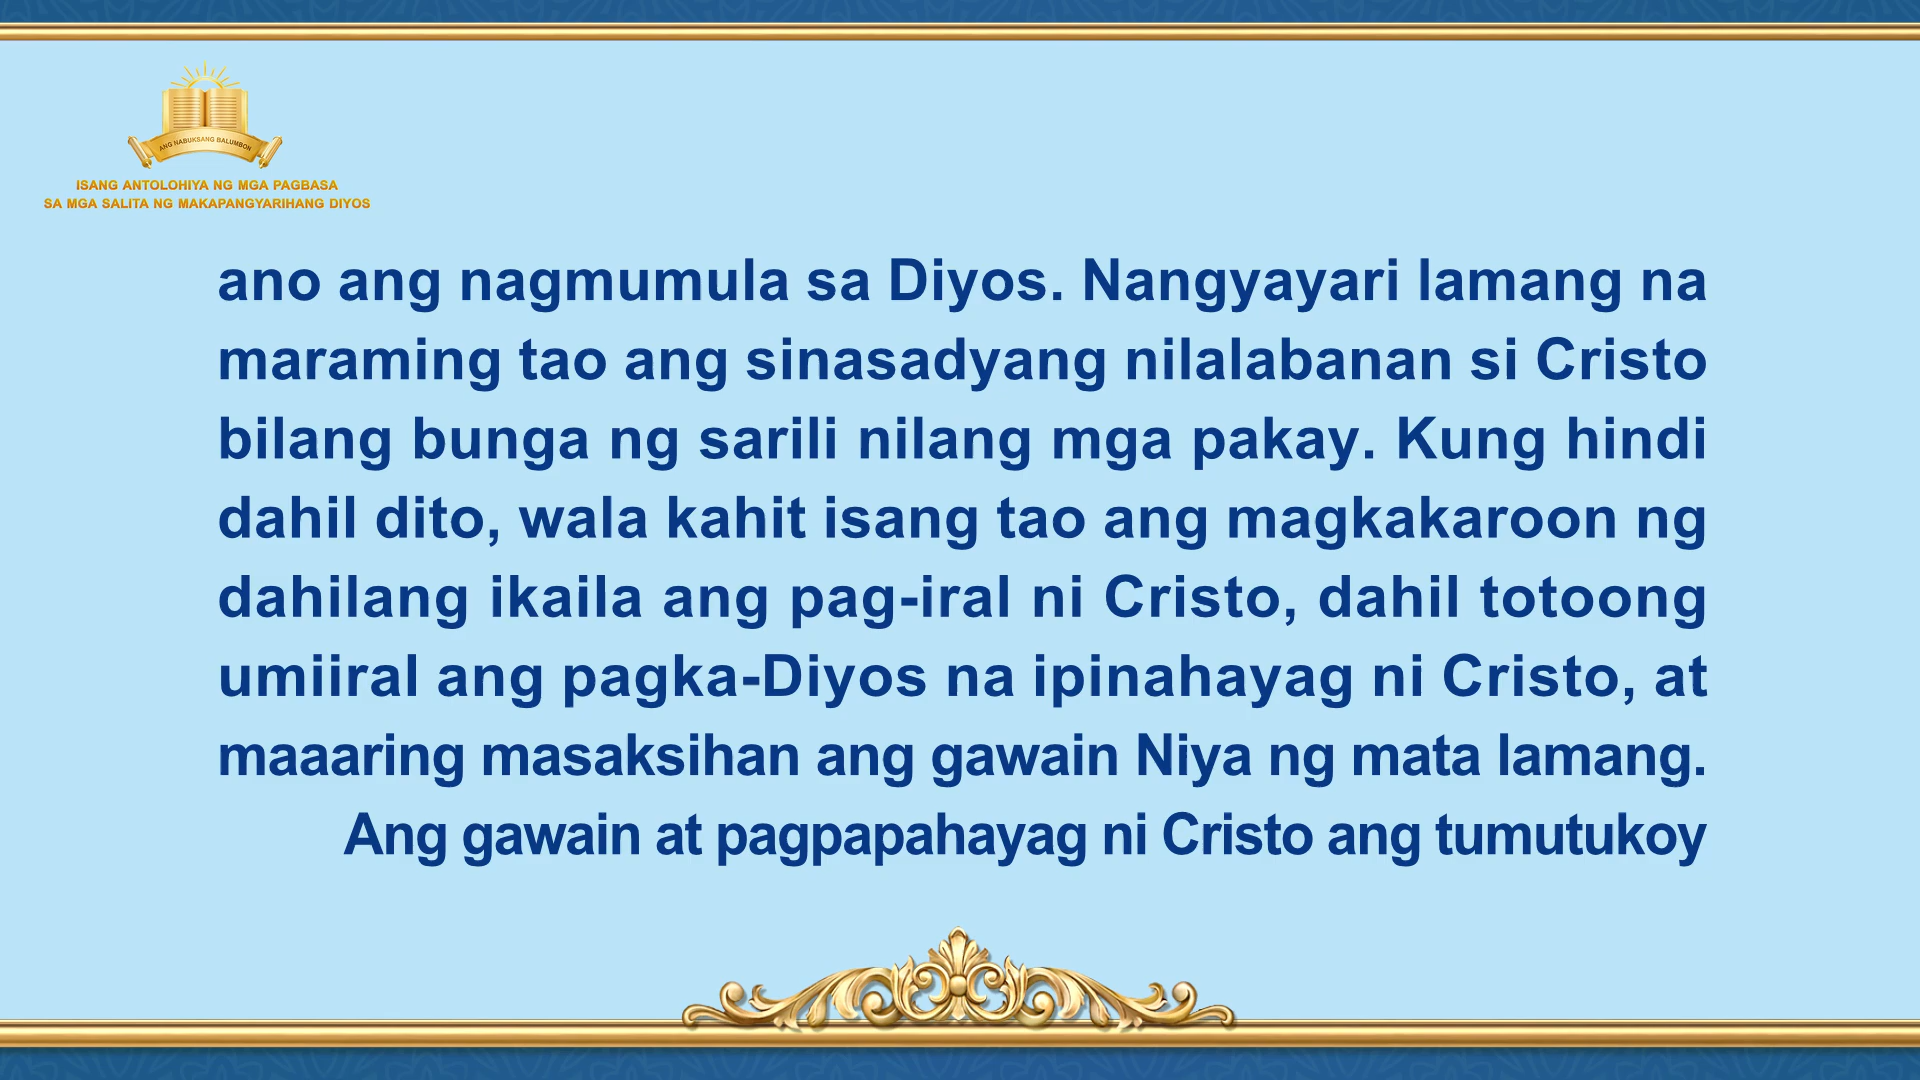 ANG NABUKSANG BALUMBON
ISANG ANTOLOHIYA NG MGA PAGBASA
SA MGA SALITA NG MAKAPANGYARIHANG DIYOS
ano ang nagmumula sa Diyos. Nangyayari lamang na
maraming tao ang sinasadyang nilalabanan si Cristo
bilang bunga ng sarili nilang mga pakay. Kung hindi
dahil dito, wala kahit isang tao ang magkakaroon ng
dahilang ikaila ang pag-iral ni Cristo, dahil totoong
umiiral ang pagka-Diyos na ipinahayag ni Cristo, at
maaaring masaksihan ang gawain Niya ng mata lamang.
Ang gawain at pagpapahayag ni Cristo ang tumutukoy